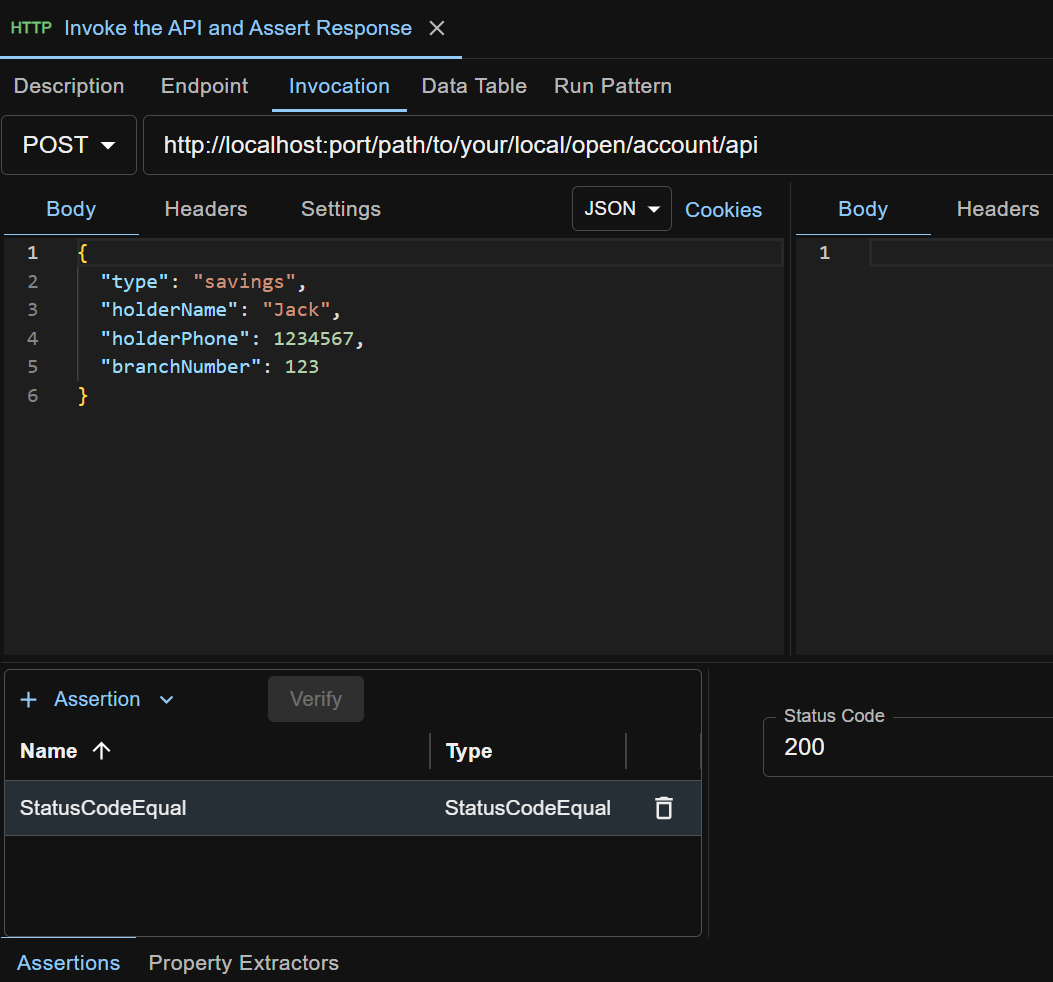 HTTP Invoke the API and Assert Response
Description Endpoint Invocation Data Table Run Pattern
POST http://localhost:port/path/to/your/local/open/account/api
Body Headers Settings JSON Cookies Body Headers
1 { 1
2 "type": "savings",
3 "holderName": "Jack",
4 "holderPhone": 1234567,
5 "branchNumber": 123
6 }
+ Assertion Verify
Status Code
200
Name ↑ Type
StatusCodeEqual StatusCodeEqual
Assertions Property Extractors